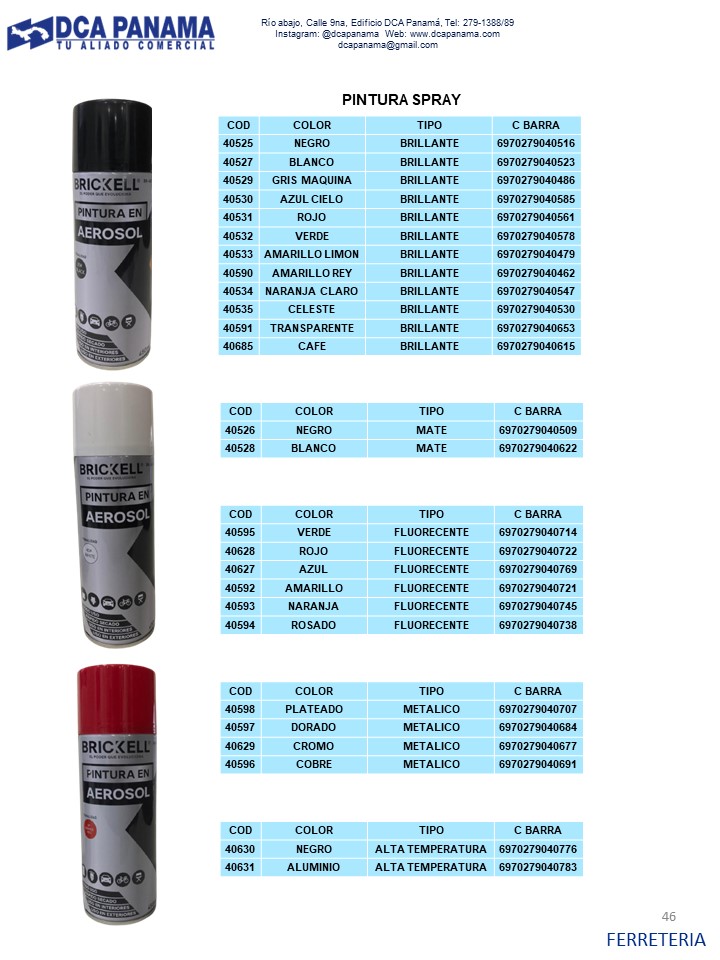 DCA PANAMA
TU ALIADO COMERCIAL
Río abajo, Calle 9na, Edificio DCA Panamá, Tel: 279-1388/89
Instagram: @dcapanama Web: www.dcapanama.com
dcapanama@gmail.com
PINTURA SPRAY
COD COLOR TIPO C BARRA
40525 NEGRO BRILLANTE 6970279040516
40527 BLANCO BRILLANTE 6970279040523
40529 GRIS MAQUINA BRILLANTE 6970279040486
40530 AZUL CIELO BRILLANTE 6970279040585
40531 ROJO BRILLANTE 6970279040561
40532 VERDE BRILLANTE 6970279040578
40533 AMARILLO LIMON BRILLANTE 6970279040479
40590 AMARILLO REY BRILLANTE 6970279040462
40534 NARANJA CLARO BRILLANTE 6970279040547
40535 CELESTE BRILLANTE 6970279040530
40591 TRANSPARENTE BRILLANTE 6970279040653
40685 CAFE BRILLANTE 6970279040615
BRICKELL
PINTURA EN
AEROSOL
COD COLOR TIPO C BARRA
40526 NEGRO MATE 6970279040509
40528 BLANCO MATE 6970279040622
BRICKELL
PINTURA EN
AEROSOL
COD COLOR TIPO C BARRA
40595 VERDE FLUORECENTE 6970279040714
40628 ROJO FLUORECENTE 6970279040722
40627 AZUL FLUORECENTE 6970279040769
40592 AMARILLO FLUORECENTE 6970279040721
40593 NARANJA FLUORECENTE 6970279040745
40594 ROSADO FLUORECENTE 6970279040738
COD COLOR TIPO C BARRA
40598 PLATEADO METALICO 6970279040707
40597 DORADO METALICO 6970279040684
40629 CROMO METALICO 6970279040677
40596 COBRE METALICO 6970279040691
BRICKELL
PINTURA EN
AEROSOL
COD COLOR TIPO C BARRA
40630 NEGRO ALTA TEMPERATURA 6970279040776
40631 ALUMINIO ALTA TEMPERATURA 6970279040783
46
FERRETERIA